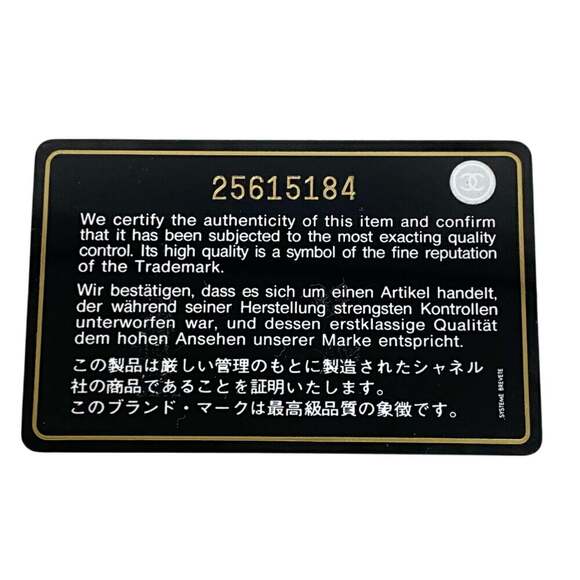 25615184
We certify the authenticity of this item and confirm
that it has been subjected to the most exacting quality
control. Its high quality is a symbol of the fine reputation
of the Trademark.
Wir bestätigen, dass es sich um einen Artikel handelt,
der während seiner Herstellung strengsten Kontrollen
unterworfen war, und dessen erstklassige Qualität
dem hohen Ansehen unserer Marke entspricht.
この製品は厳しい管理のもとに製造されたシャネル
社の商品であることを証明いたします。
このブランド・マークは最高級品質の象徴です。
SYSTEME BREVETE